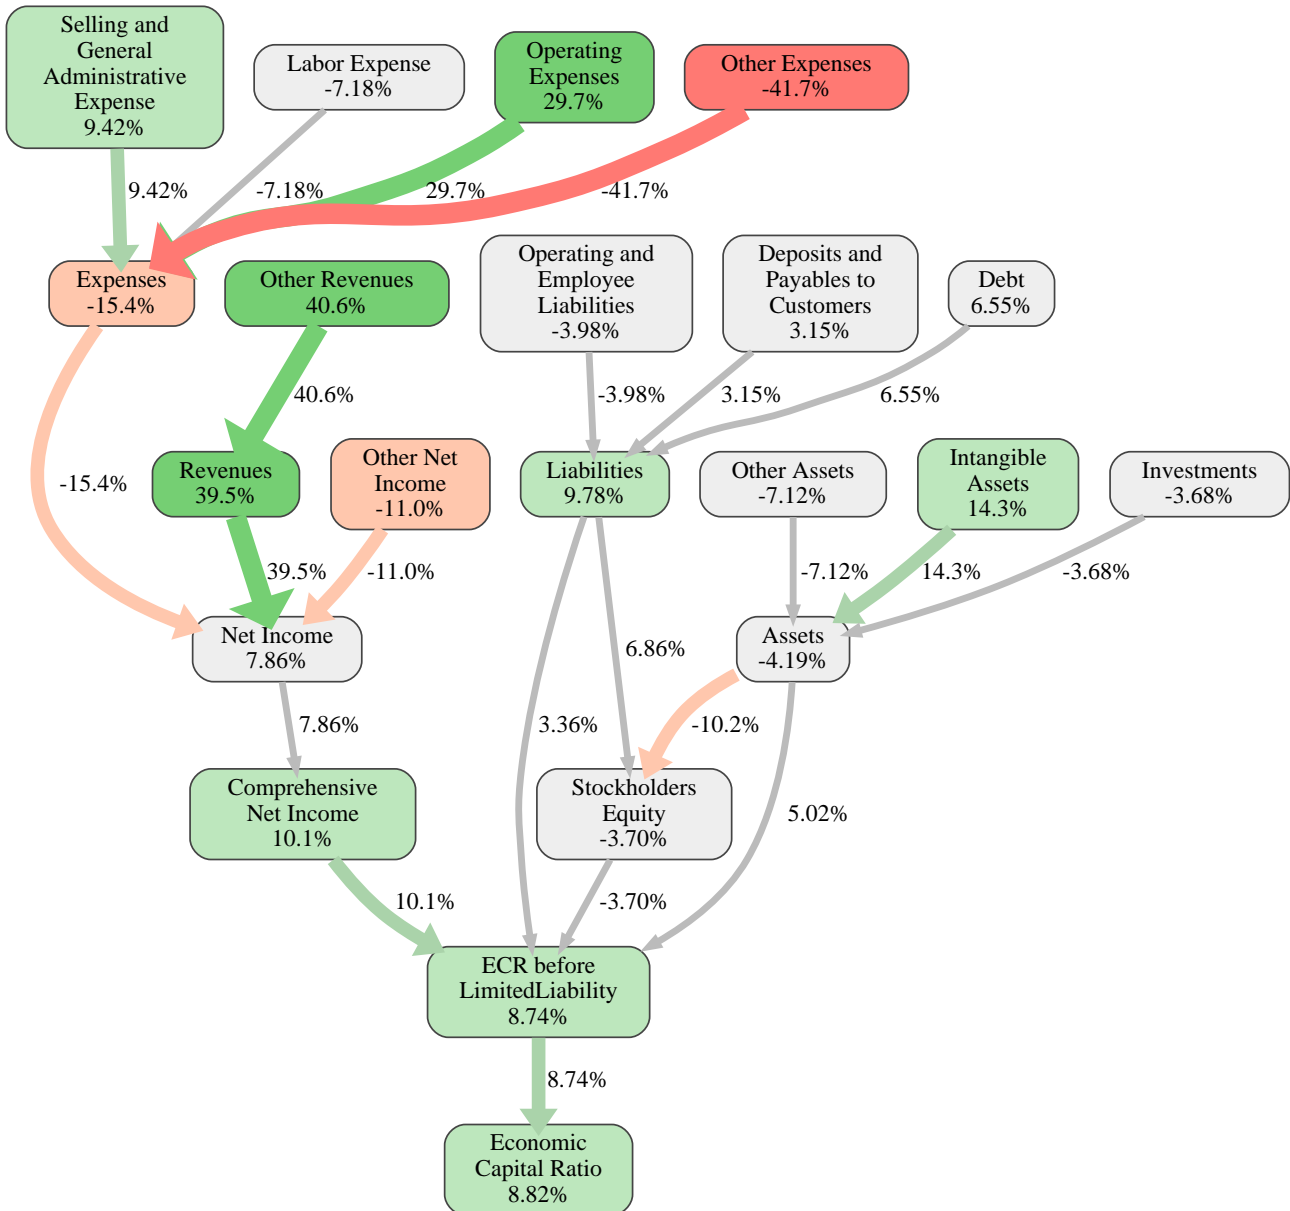 Selling and
General
Administrative
Expense
9.42%
Labor Expense
-7.18%
Operating
Expenses
29.7%
Other Expenses
-41.7%
9.42%
-7.18%
29.7%
-41.7%
Expenses
-15.4%
Other Revenues
40.6%
Operating and
Employee
Liabilities
-3.98%
Deposits and
Payables to
Customers
3.15%
Debt
6.55%
40.6%
-3.98%
3.15%
6.55%
-15.4%
Revenues
39.5%
Other Net
Income
-11.0%
Liabilities
9.78%
Other Assets
-7.12%
Intangible
Assets
14.3%
Investments
-3.68%
39.5%
-11.0%
-7.12%
14.3%
-3.68%
Net Income
7.86%
6.86%
Assets
-4.19%
7.86%
3.36%
-10.2%
5.02%
Comprehensive
Net Income
10.1%
Stockholders
Equity
-3.70%
10.1%
-3.70%
ECR before
LimitedLiability
8.74%
8.74%
Economic
Capital Ratio
8.82%